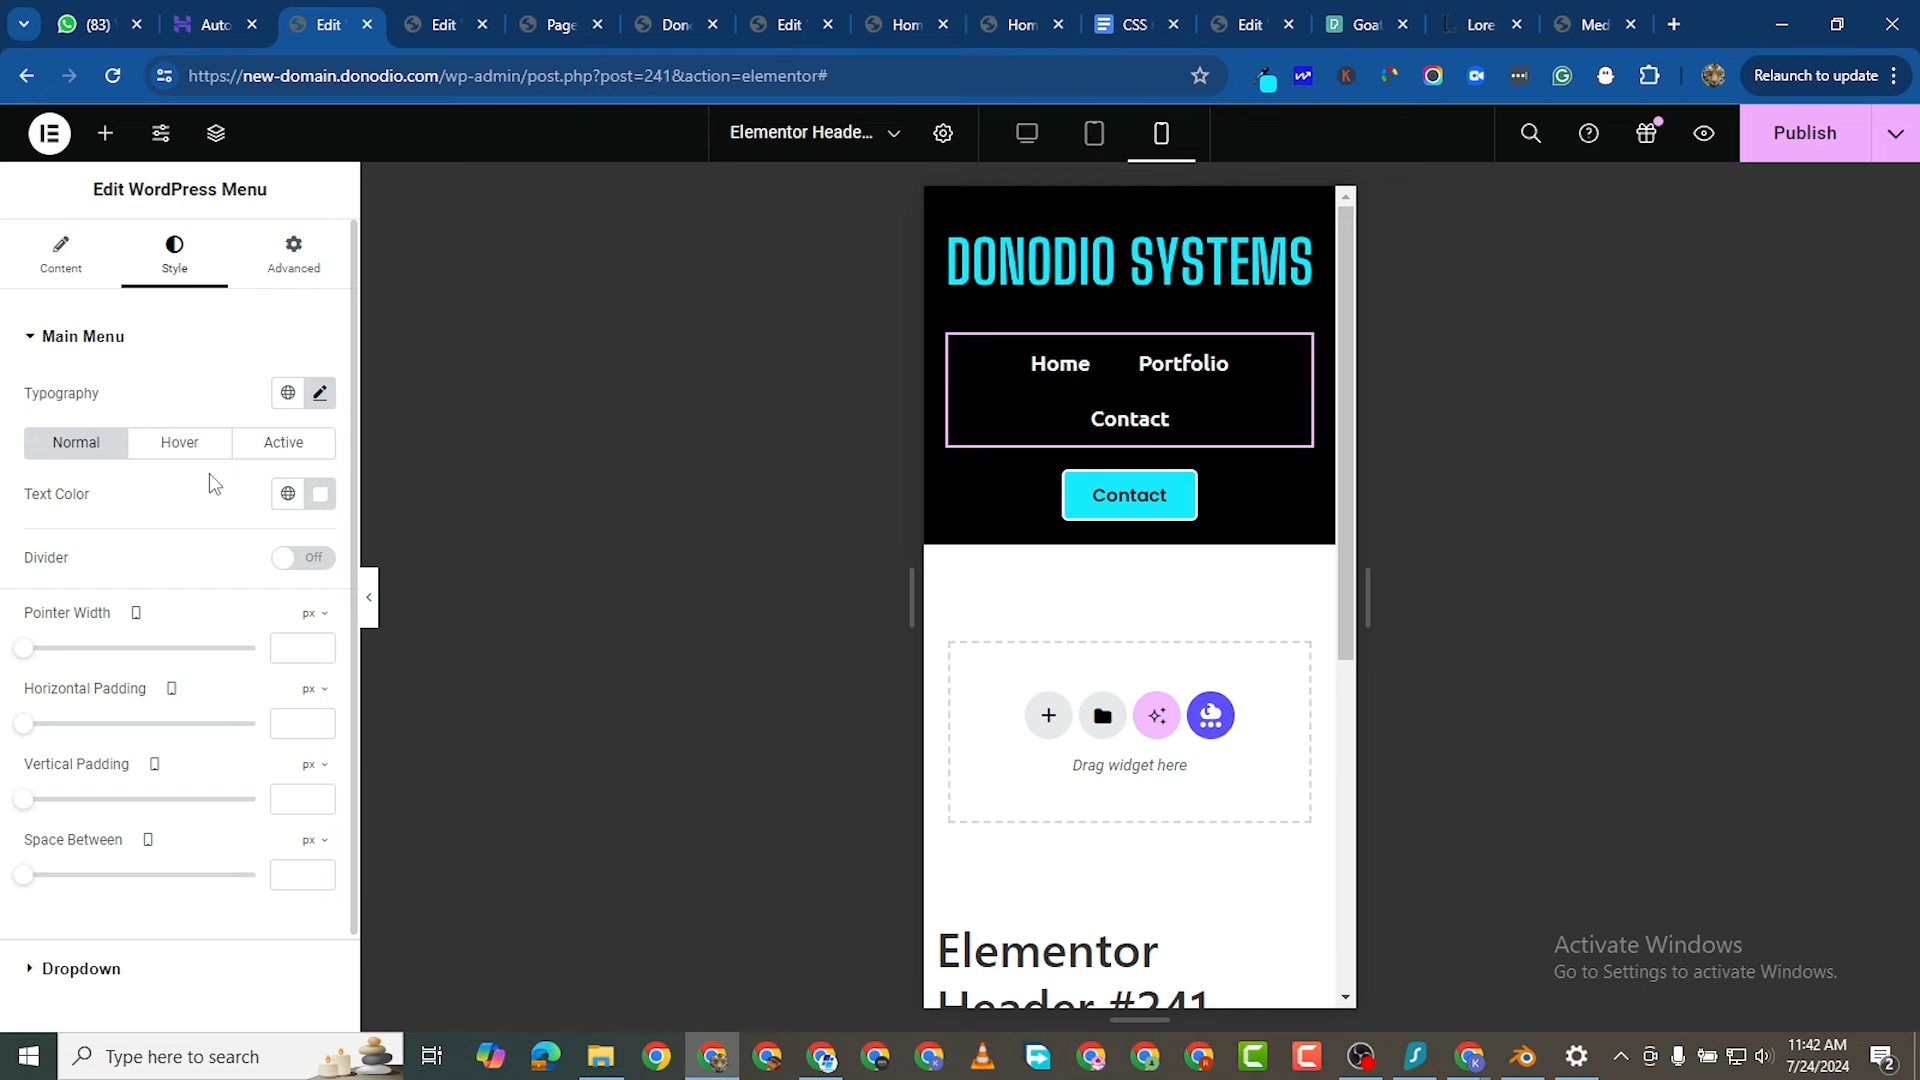 (83)
Auto
Edit
Edit
Page
Don
Edit
Hom
Hom
CSS
Edit
Goat
Lore
Med
https://new-domain.donodio.com/wp-admin/post.php?post=241&action=elementor#
Relaunch to update
Elementor Heade...
Publish
Edit WordPress Menu
Content
Style
Advanced
Main Menu
Typography
Normal
Hover
Active
Text Color
Divider
Off
Pointer Width
px
Horizontal Padding
px
Vertical Padding
px
Space Between
px
Dropdown
DONODIO SYSTEMS
Home
Portfolio
Contact
Contact
Drag widget here
Elementor
Header #241
Activate Windows
Go to Settings to activate Windows.
Type here to search
11:42 AM
7/24/2024
2